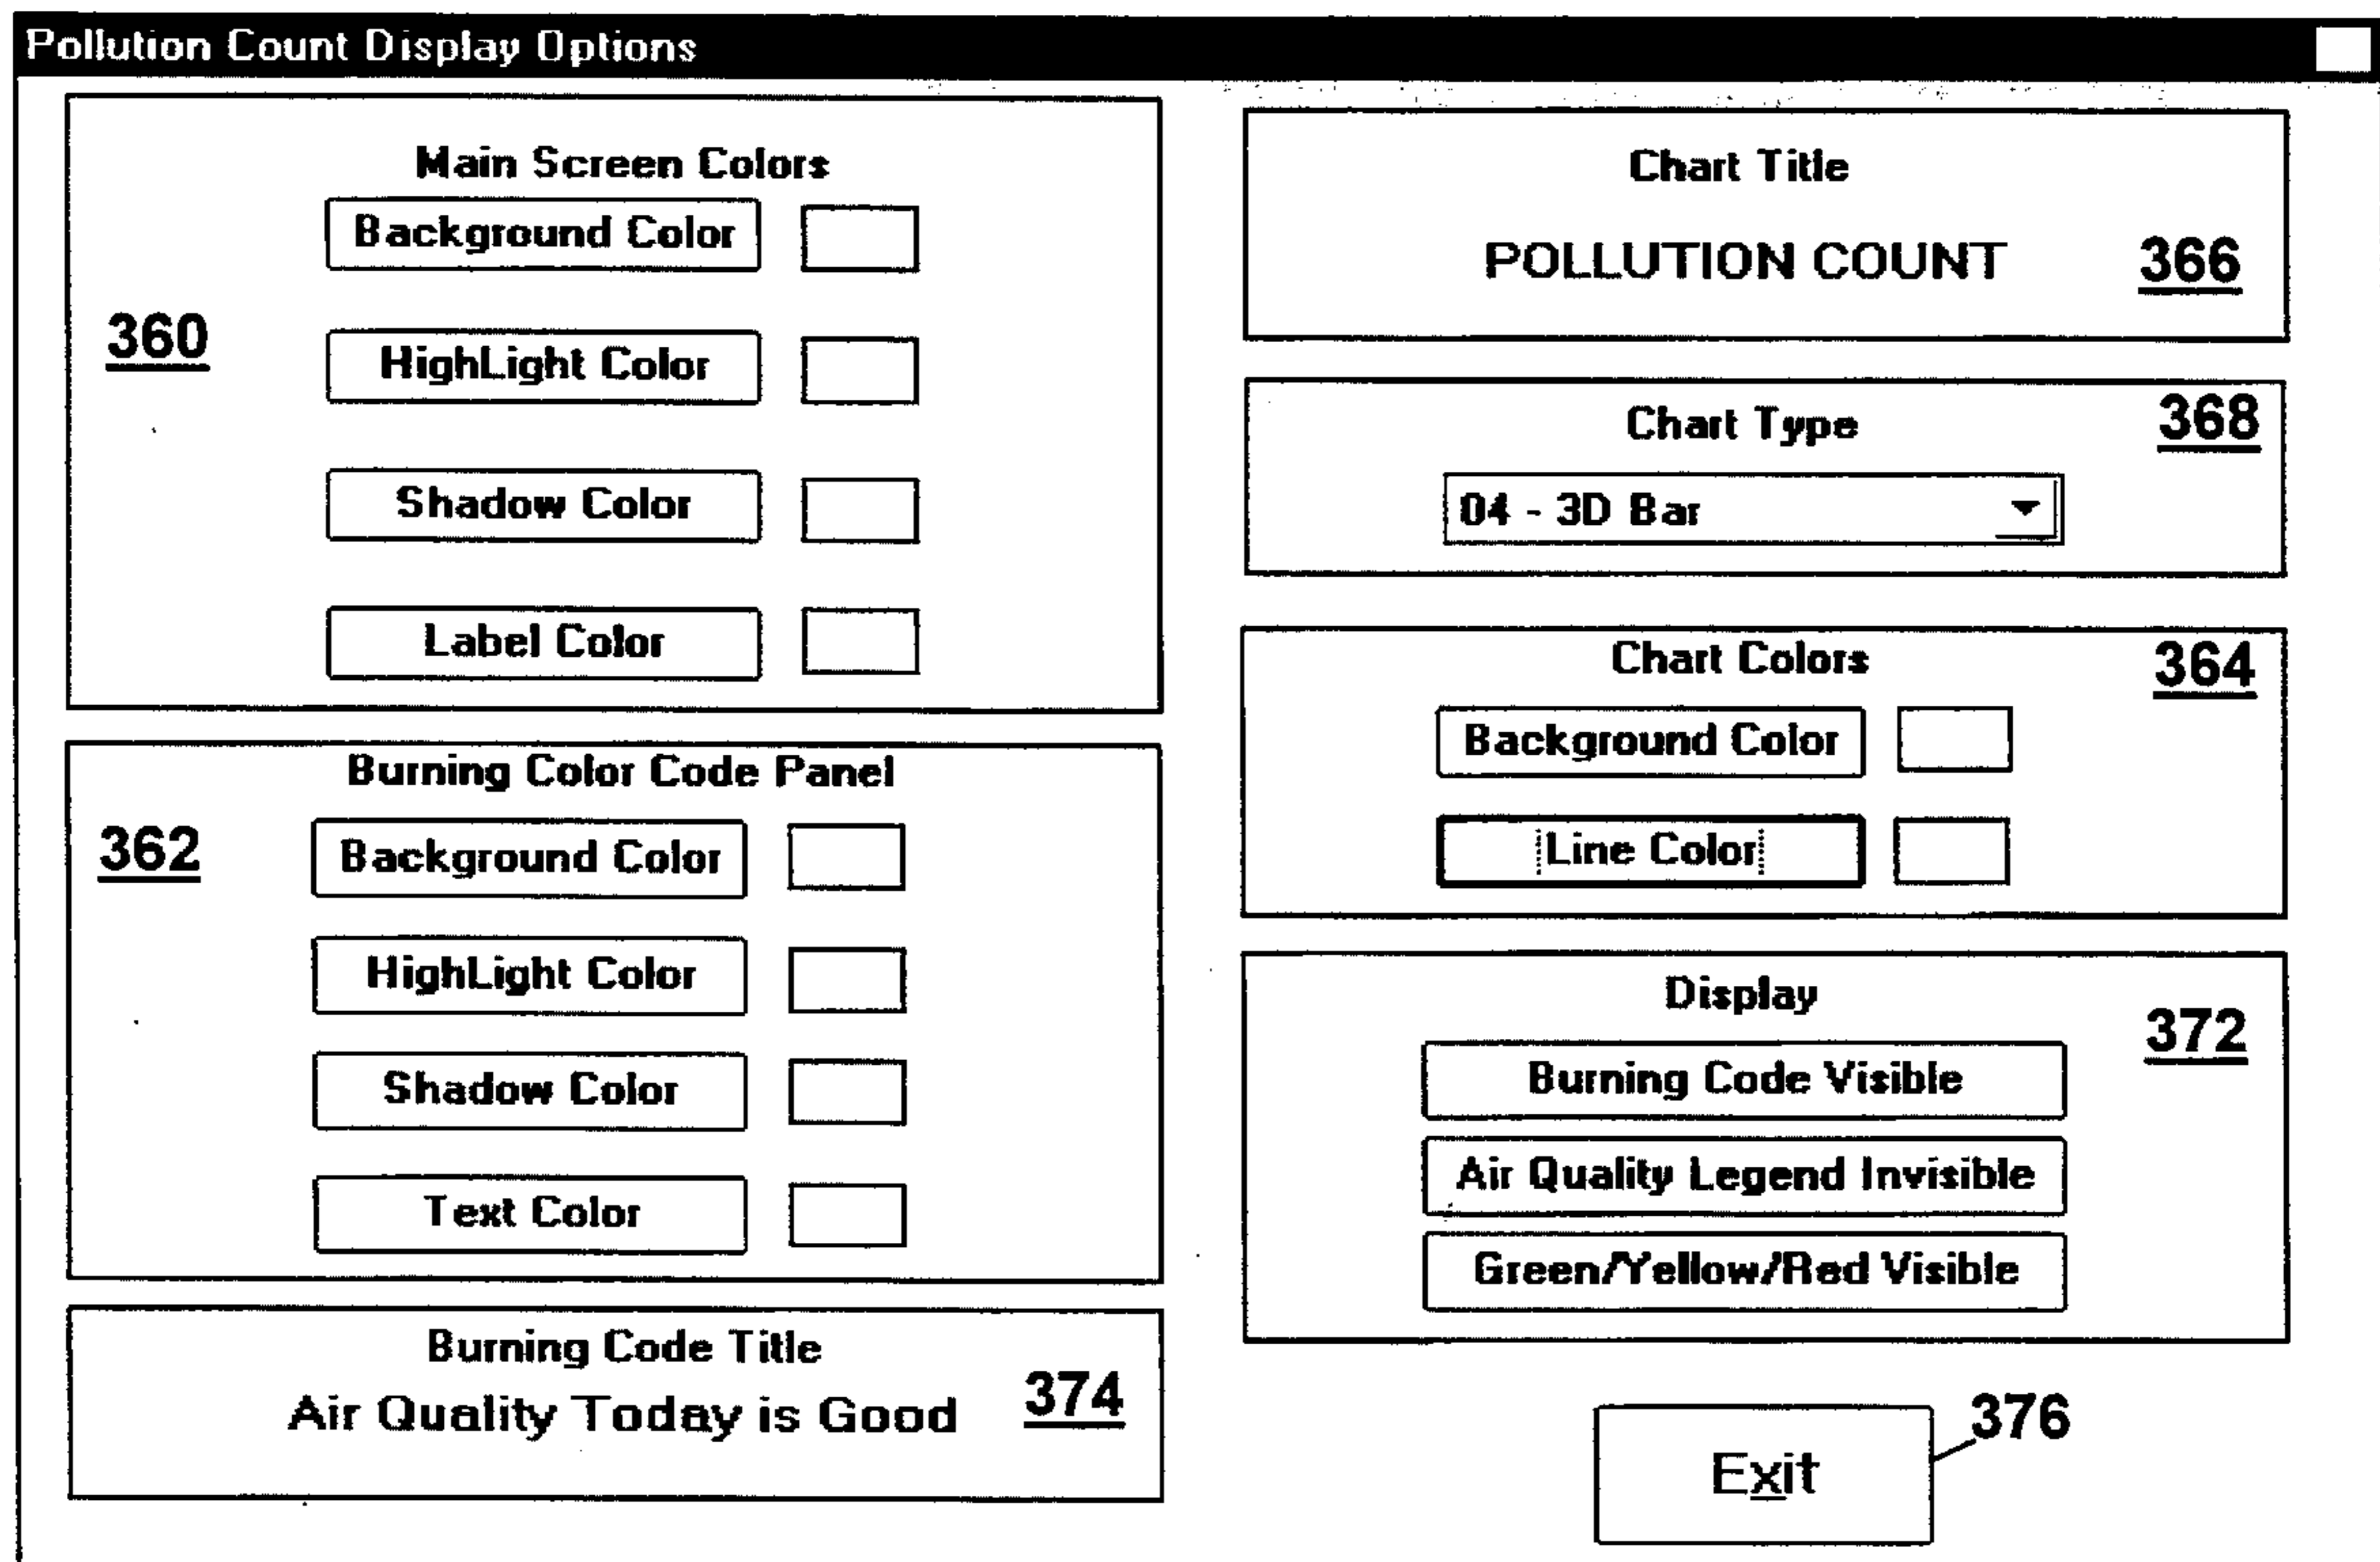 Pollution Count Display Options
Main Screen Colors
Background Color
360
HighLight Color
Shadow Color
Label Color
Burning Color Code Panel
362
Background Color
HighLight Color
Shadow Color
Text Color
Burning Code Title
Air Quality Today is Good
374
Chart Title
POLLUTION COUNT
366
Chart Type
368
04 - 3D Bar
Chart Colors
364
Background Color
Line Color
Display
372
Burning Code Visible
Air Quality Legend Invisible
Green/Yellow/Red Visible
376
Exit